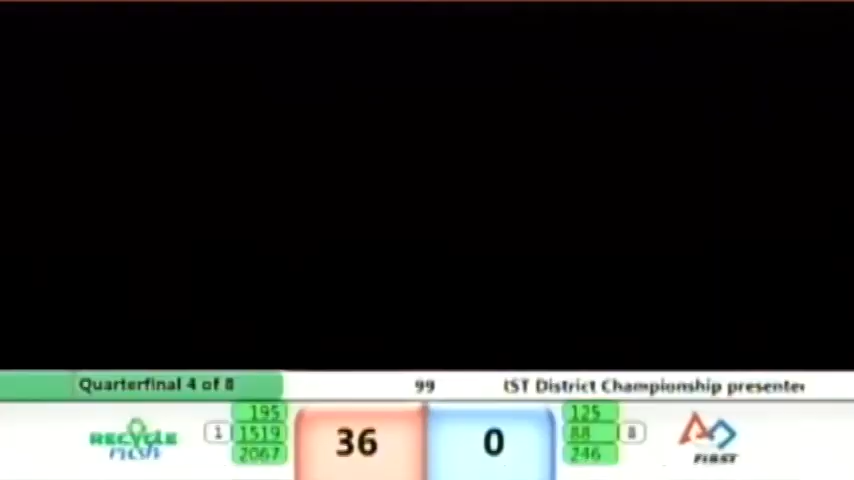 Quarterfinal 4 of 8
99
ST District Championship presente
RECYCLE
rush
1
195
1519
2067
36
0
125
88
246
8
FIRST